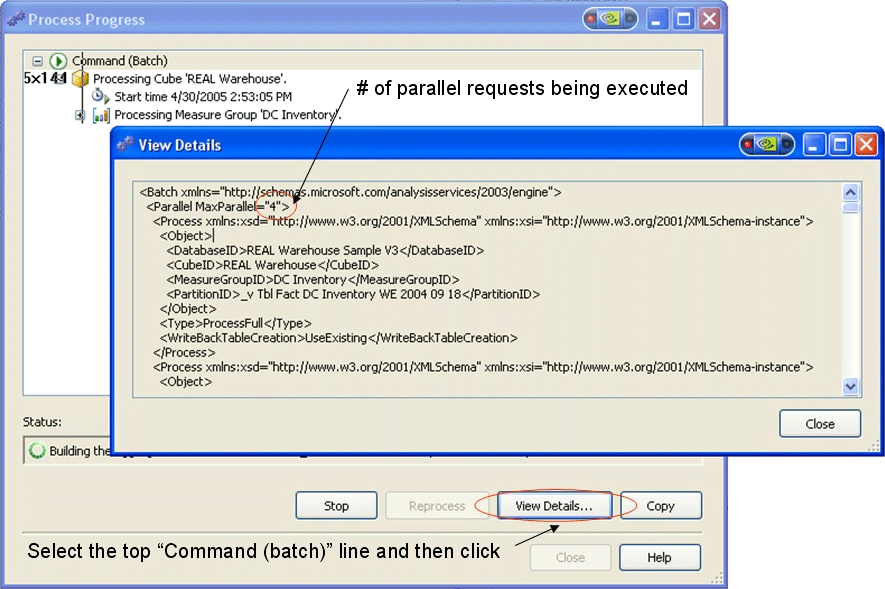 Process Progress
Command (Batch)
Processing Cube 'REAL Warehouse'.
Start time 4/30/2005 2:53:05 PM
Processing Measure Group 'DC Inventory'.
# of parallel requests being executed
View Details
<Batch xmlns="http://schemas.microsoft.com/analysisservices/2003/engine">
<Parallel MaxParallel="4">
<Process xmlns:xsd="http://www.w3.org/2001/XMLSchema" xmlns:xsi="http://www.w3.org/2001/XMLSchema-instance">
<Object>
<DatabaseID>REAL Warehouse Sample V3</DatabaseID>
<CubeID>REAL Warehouse</CubeID>
<MeasureGroupID>DC Inventory</MeasureGroupID>
<PartitionID>_v Tbl Fact DC Inventory WE 2004 09 18</PartitionID>
</Object>
<Type>ProcessFull</Type>
<WriteBackTableCreation>UseExisting</WriteBackTableCreation>
</Process>
<Process xmlns:xsd="http://www.w3.org/2001/XMLSchema" xmlns:xsi="http://www.w3.org/2001/XMLSchema-instance">
<Object>
Close
Status:
Building the
Stop
Reprocess
View Details...
Copy
Select the top “Command (batch)” line and then click
Close
Help